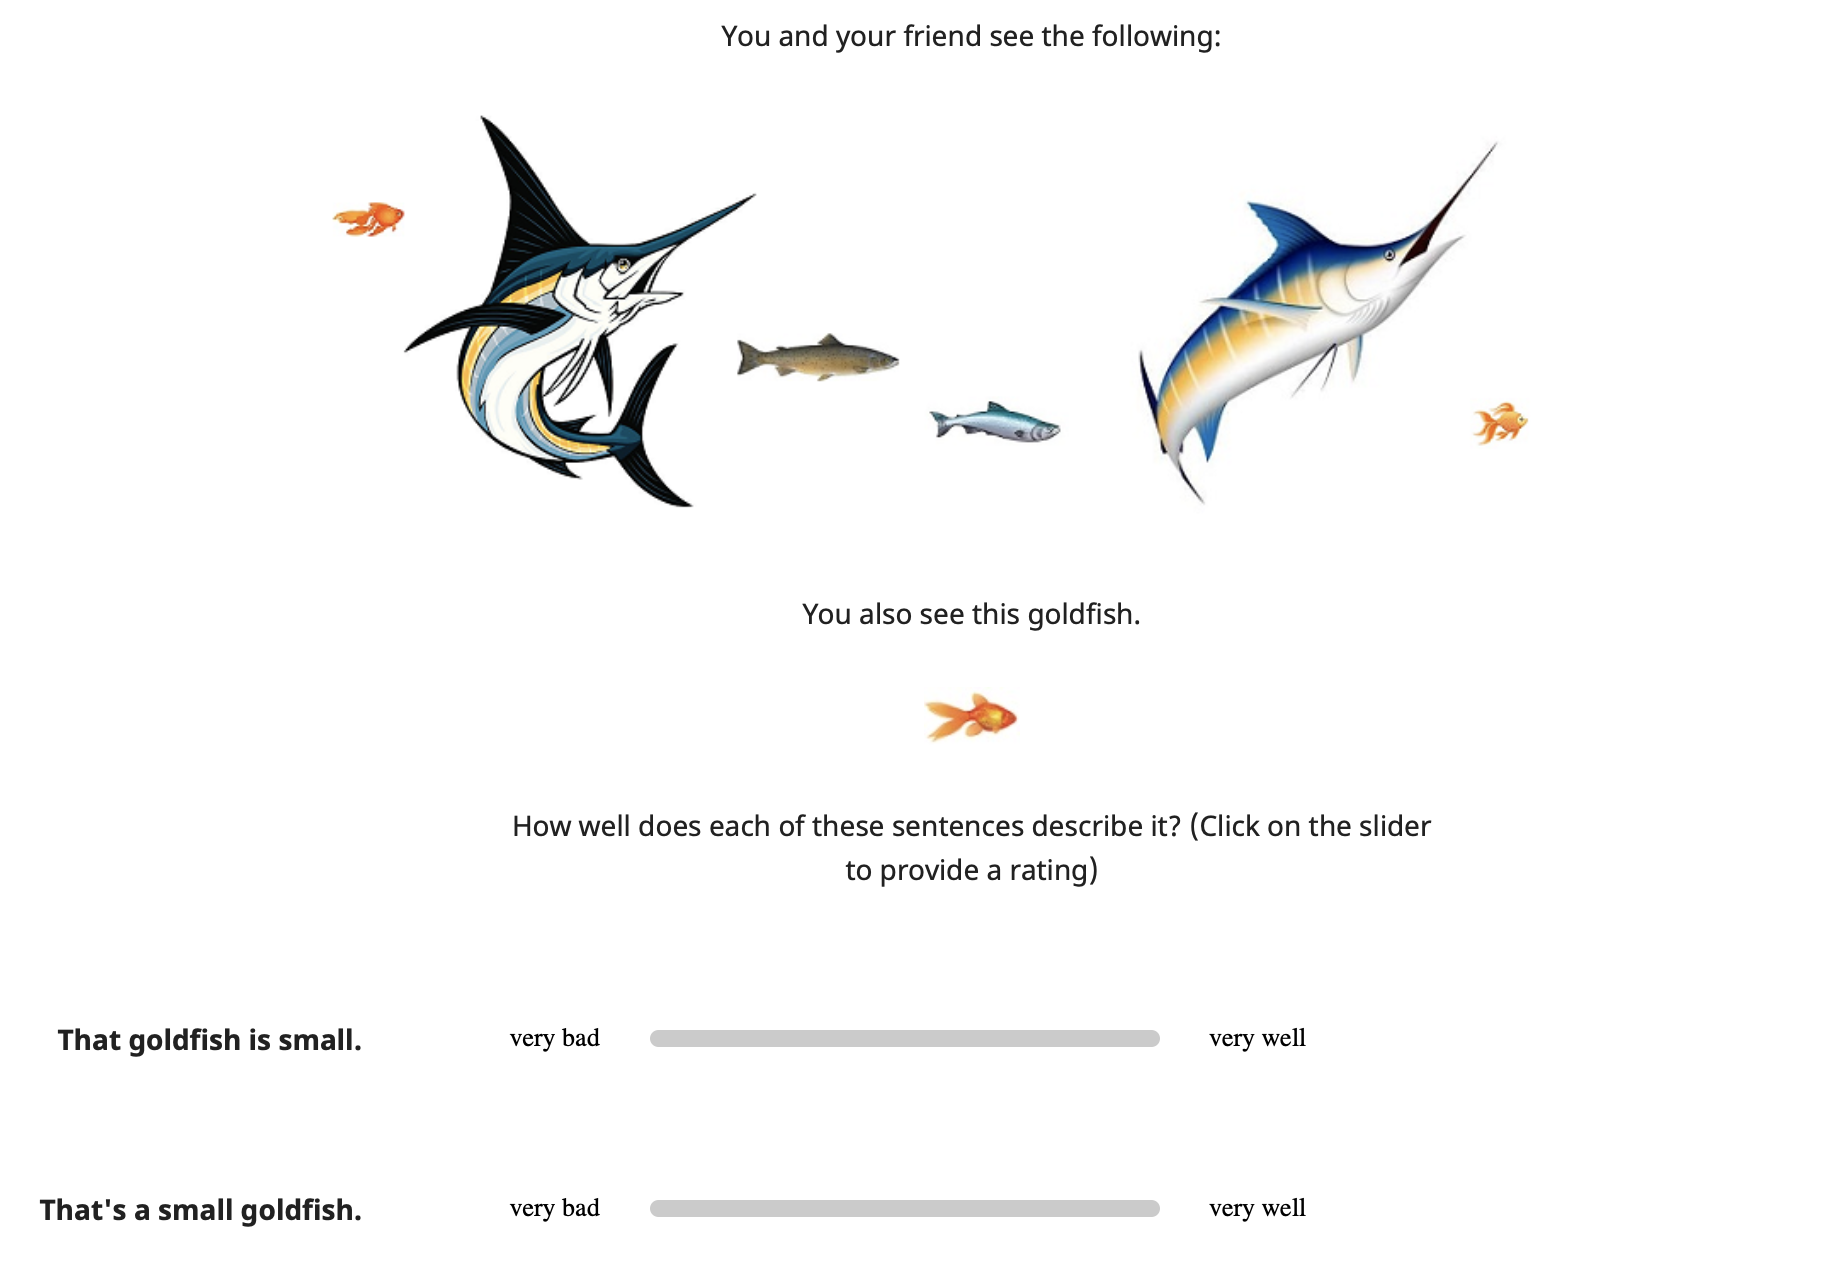 You and your friend see the following:
You also see this goldfish.
How well does each of these sentences describe it? (Click on the slider
to provide a rating)
That goldfish is small. very bad very well
That's a small goldfish. very bad very well